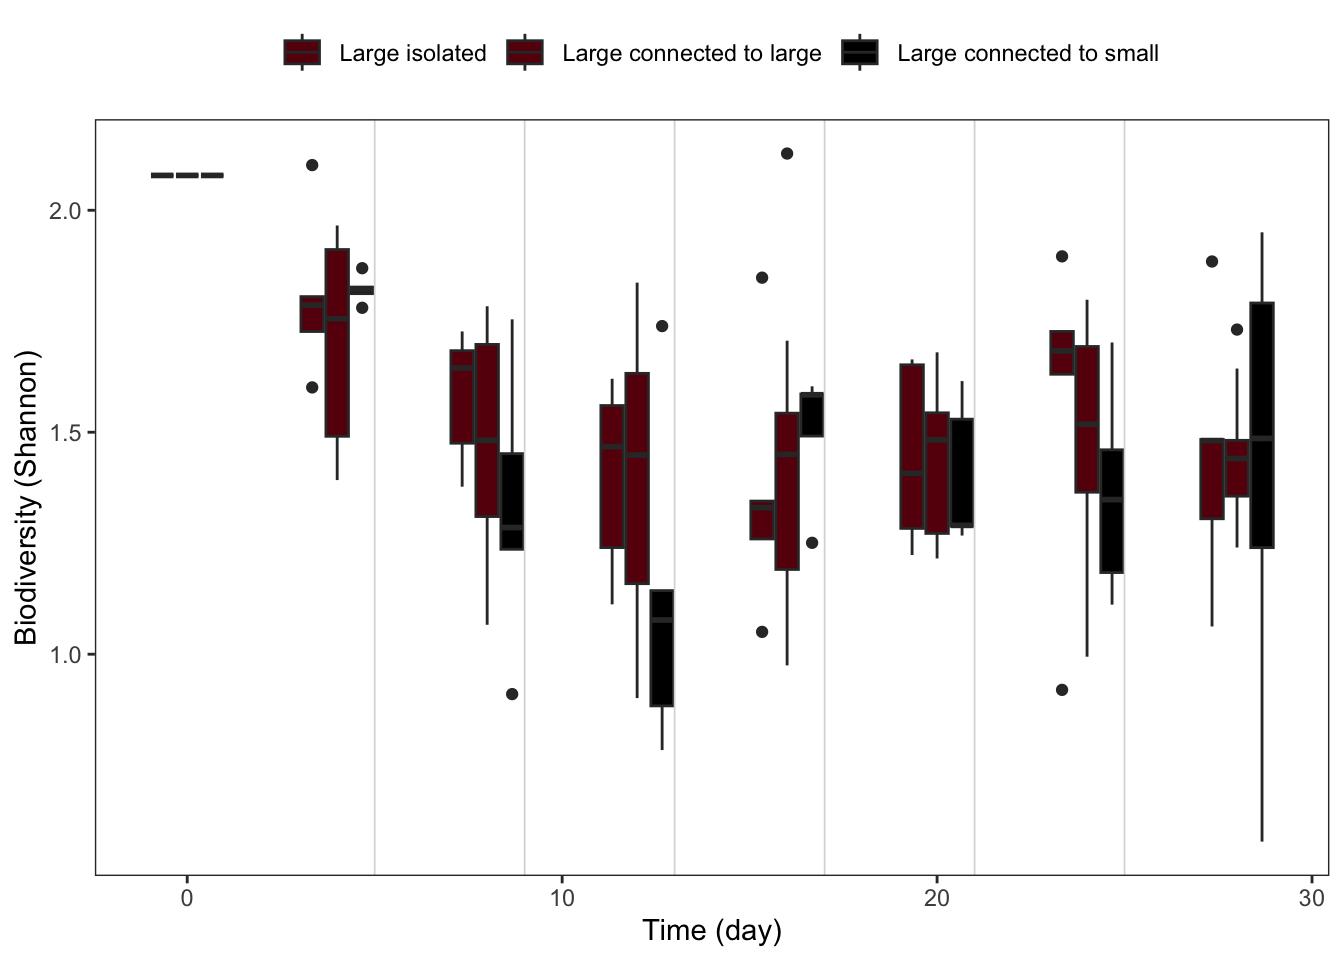 Large isolated Large connected to large Large connected to small
Biodiversity (Shannon)
2.0
1.5
1.0
0 10 20 30
Time (day)